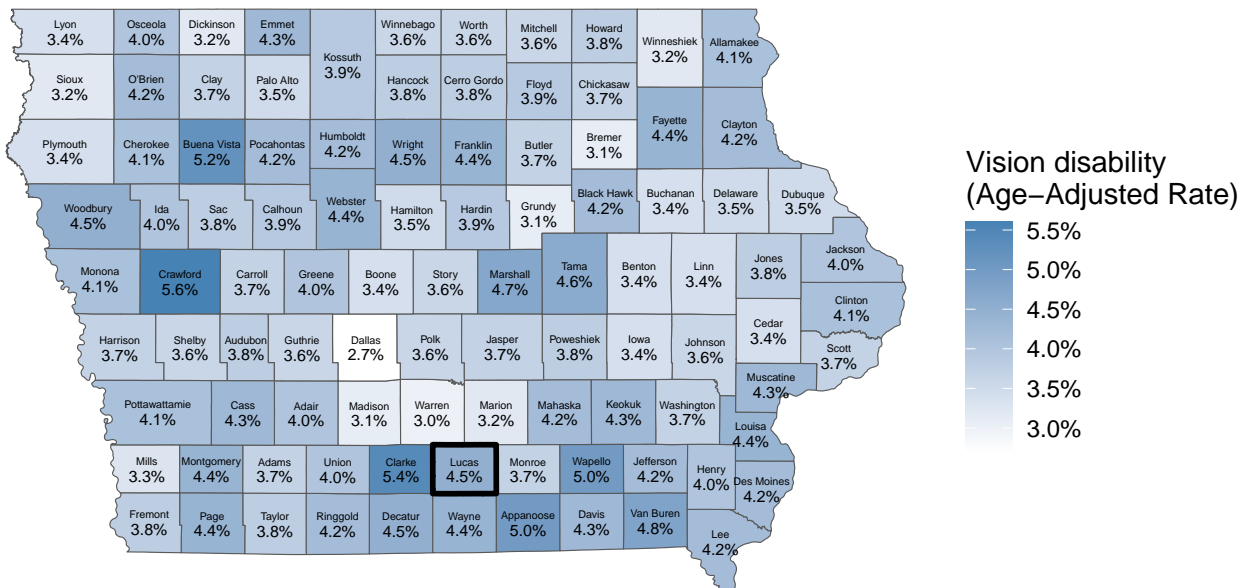 Lyon
3.4%
Osceola
4.0%
Dickinson
3.2%
Emmet
4.3%
Kossuth
3.9%
Winnebago
3.6%
Worth
3.6%
Mitchell
3.6%
Howard
3.8%
Winneshiek
3.2%
Allamakee
4.1%
Sioux
3.2%
O'Brien
4.2%
Clay
3.7%
Palo Alto
3.5%
Hancock
3.8%
Cerro Gordo
3.8%
Floyd
3.9%
Chickasaw
3.7%
Fayette
4.4%
Clayton
4.2%
Plymouth
3.4%
Cherokee
4.1%
Buena Vista
5.2%
Pocahontas
4.2%
Humboldt
4.2%
Wright
4.5%
Franklin
4.4%
Butler
3.7%
Bremer
3.1%
Woodbury
4.5%
Ida
4.0%
Sac
3.8%
Calhoun
3.9%
Webster
4.4%
Hamilton
3.5%
Hardin
3.9%
Grundy
3.1%
Black Hawk
4.2%
Buchanan
3.4%
Delaware
3.5%
Dubuque
3.5%
Monona
4.1%
Crawford
5.6%
Carroll
3.7%
Greene
4.0%
Boone
3.4%
Story
3.6%
Marshall
4.7%
Tama
4.6%
Benton
3.4%
Linn
3.4%
Jones
3.8%
Jackson
4.0%
Clinton
4.1%
Harrison
3.7%
Shelby
3.6%
Audubon
3.8%
Guthrie
3.6%
Dallas
2.7%
Polk
3.6%
Jasper
3.7%
Poweshiek
3.8%
Iowa
3.4%
Johnson
3.6%
Cedar
3.4%
Scott
3.7%
Muscatine
4.3%
Pottawattamie
4.1%
Cass
4.3%
Adair
4.0%
Madison
3.1%
Warren
3.0%
Marion
3.2%
Mahaska
4.2%
Keokuk
4.3%
Washington
3.7%
Louisa
4.4%
Mills
3.3%
Montgomery
4.4%
Adams
3.7%
Union
4.0%
Clarke
5.4%
Lucas
4.5%
Monroe
3.7%
Wapello
5.0%
Jefferson
4.2%
Henry
4.0%
Des Moines
4.2%
Fremont
3.8%
Page
4.4%
Taylor
3.8%
Ringgold
4.2%
Decatur
4.5%
Wayne
4.4%
Appanoose
5.0%
Davis
4.3%
Van Buren
4.8%
Lee
4.2%
Vision disability
(Age−Adjusted Rate)
5.5%
5.0%
4.5%
4.0%
3.5%
3.0%